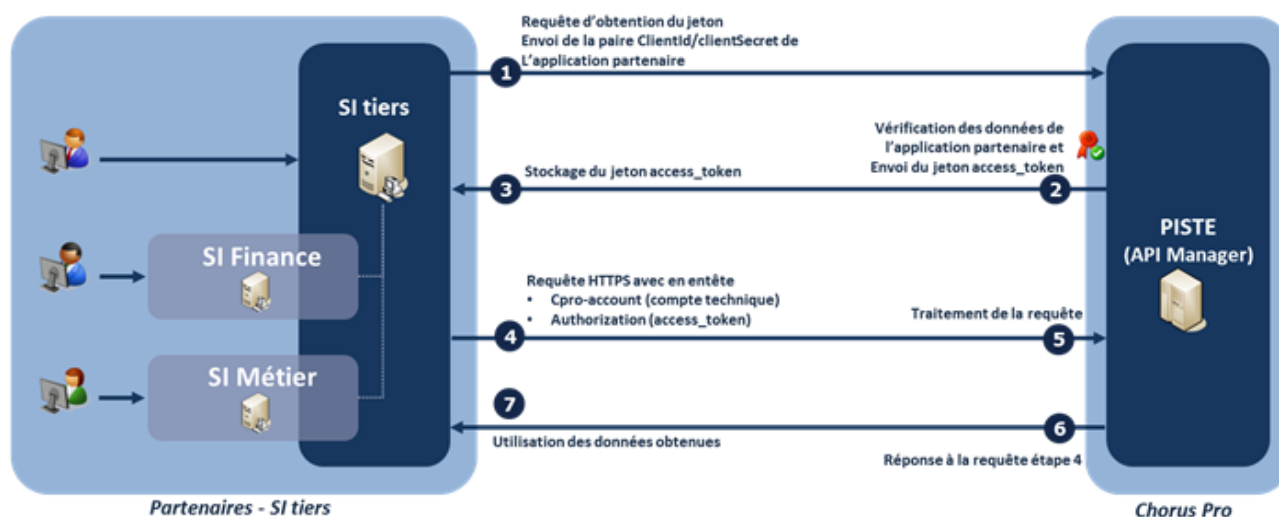 Requête d'obtention du jeton
Envoi de la paire ClientId/clientSecret de
L'application partenaire
1
SI tiers
Vérification des données de
l'application partenaire et
Envoi du jeton access_token
3
Stockage du jeton access_token
2
PISTE
(API Manager)
SI Finance
Requête HTTPS avec en entête
• Cpro-account (compte technique)
• Authorization (access_token)
Traitement de la requête
4
5
SI Métier
7
6
Utilisation des données obtenues
Réponse à la requête étape 4
Partenaires - SI tiers
Chorus Pro